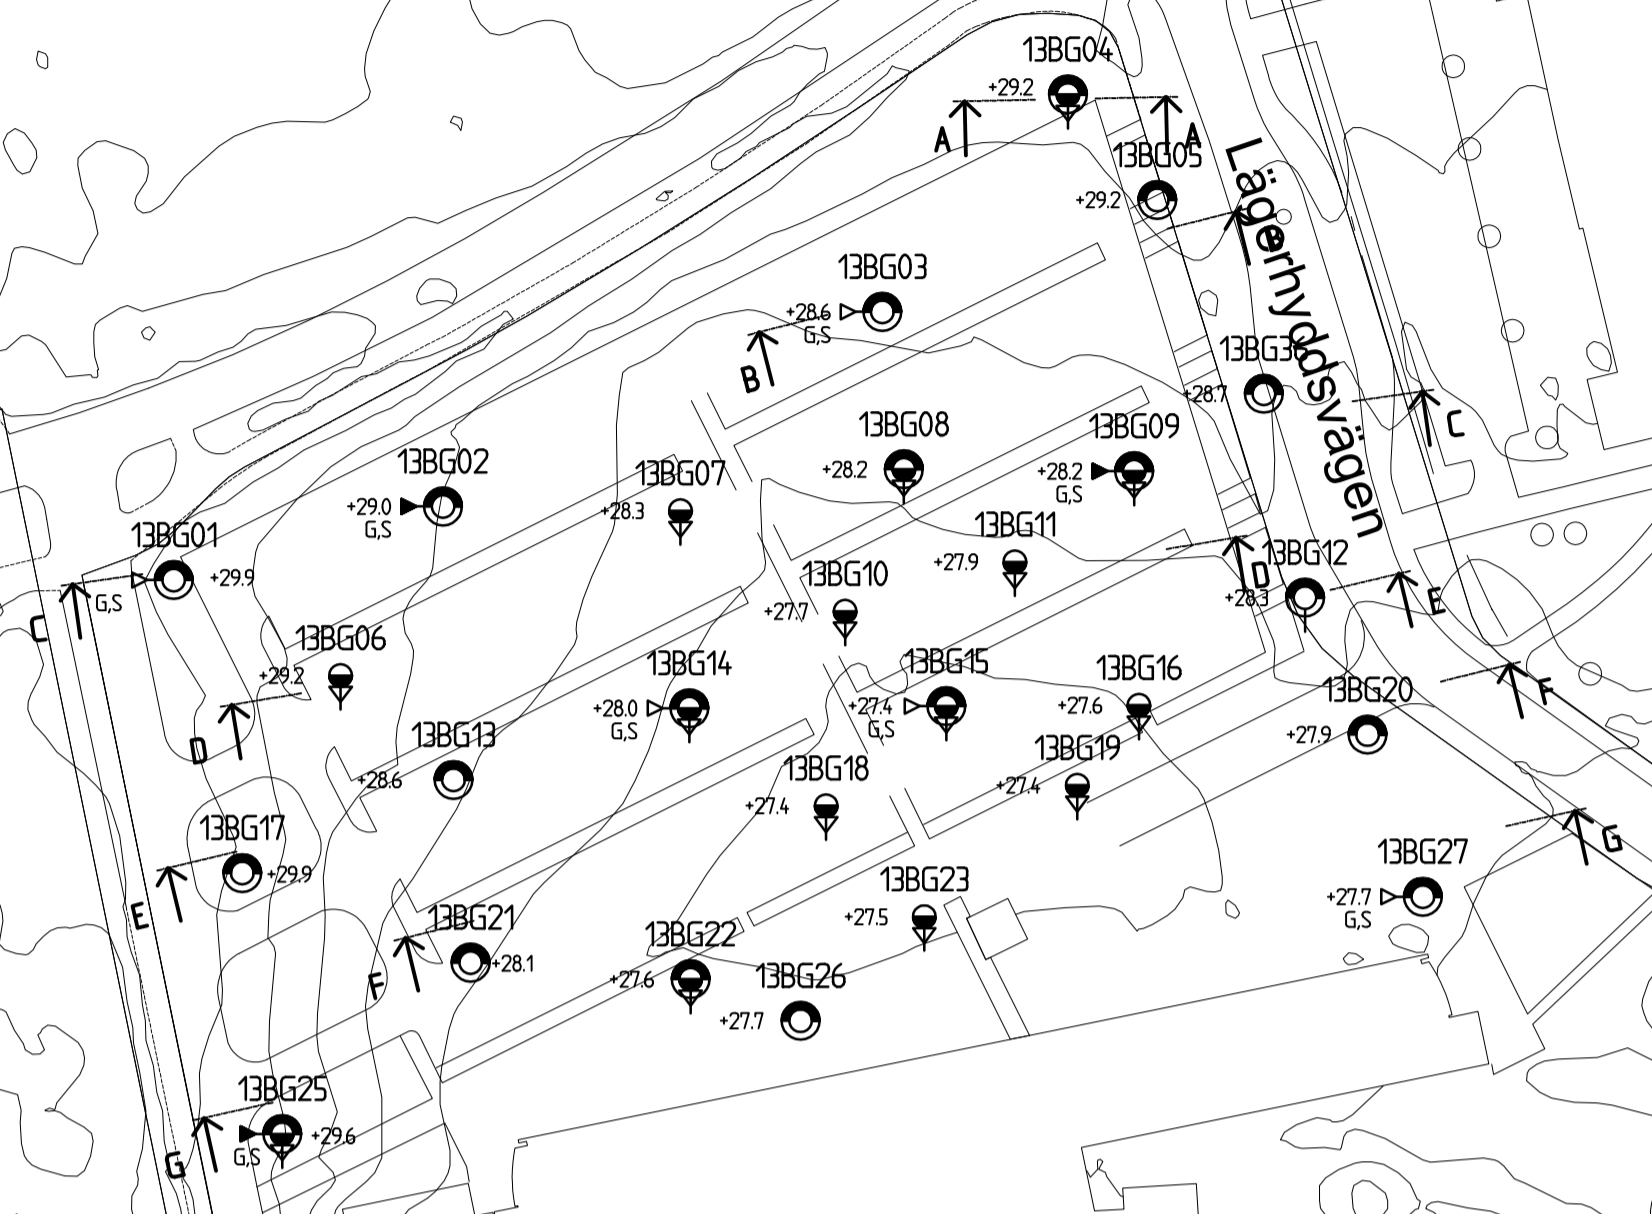 13BG04
+29.2
A
A
13BG05
+29.2
Lägerhyddsvägen
B
13BG03
+28.6
G,S
B
13BG36
+28.7
C
13BG08
+28.2
13BG09
+28.2
G,S
13BG02
+29.0
G,S
13BG07
+28.3
13BG11
+27.9
13BG01
+29.9
G,S
C
13BG10
+27.7
D
13BG12
+28.3
E
13BG06
+29.2
D
13BG14
+28.0
G,S
13BG15
+27.4
G,S
13BG16
+27.6
13BG20
+27.9
F
13BG13
+28.6
13BG18
+27.4
13BG19
+27.4
G
13BG17
+29.9
E
13BG27
+27.7
G,S
13BG23
+27.5
13BG21
+28.1
F
13BG22
+27.6
13BG26
+27.7
13BG25
+29.6
G,S
G